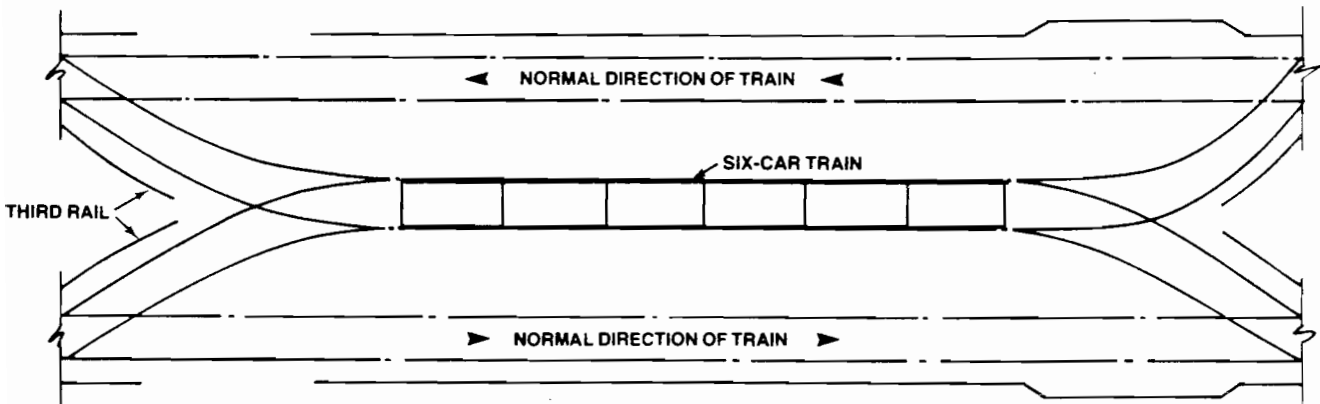 NORMAL DIRECTION OF TRAIN
SIX-CAR TRAIN
THIRD RAIL
NORMAL DIRECTION OF TRAIN